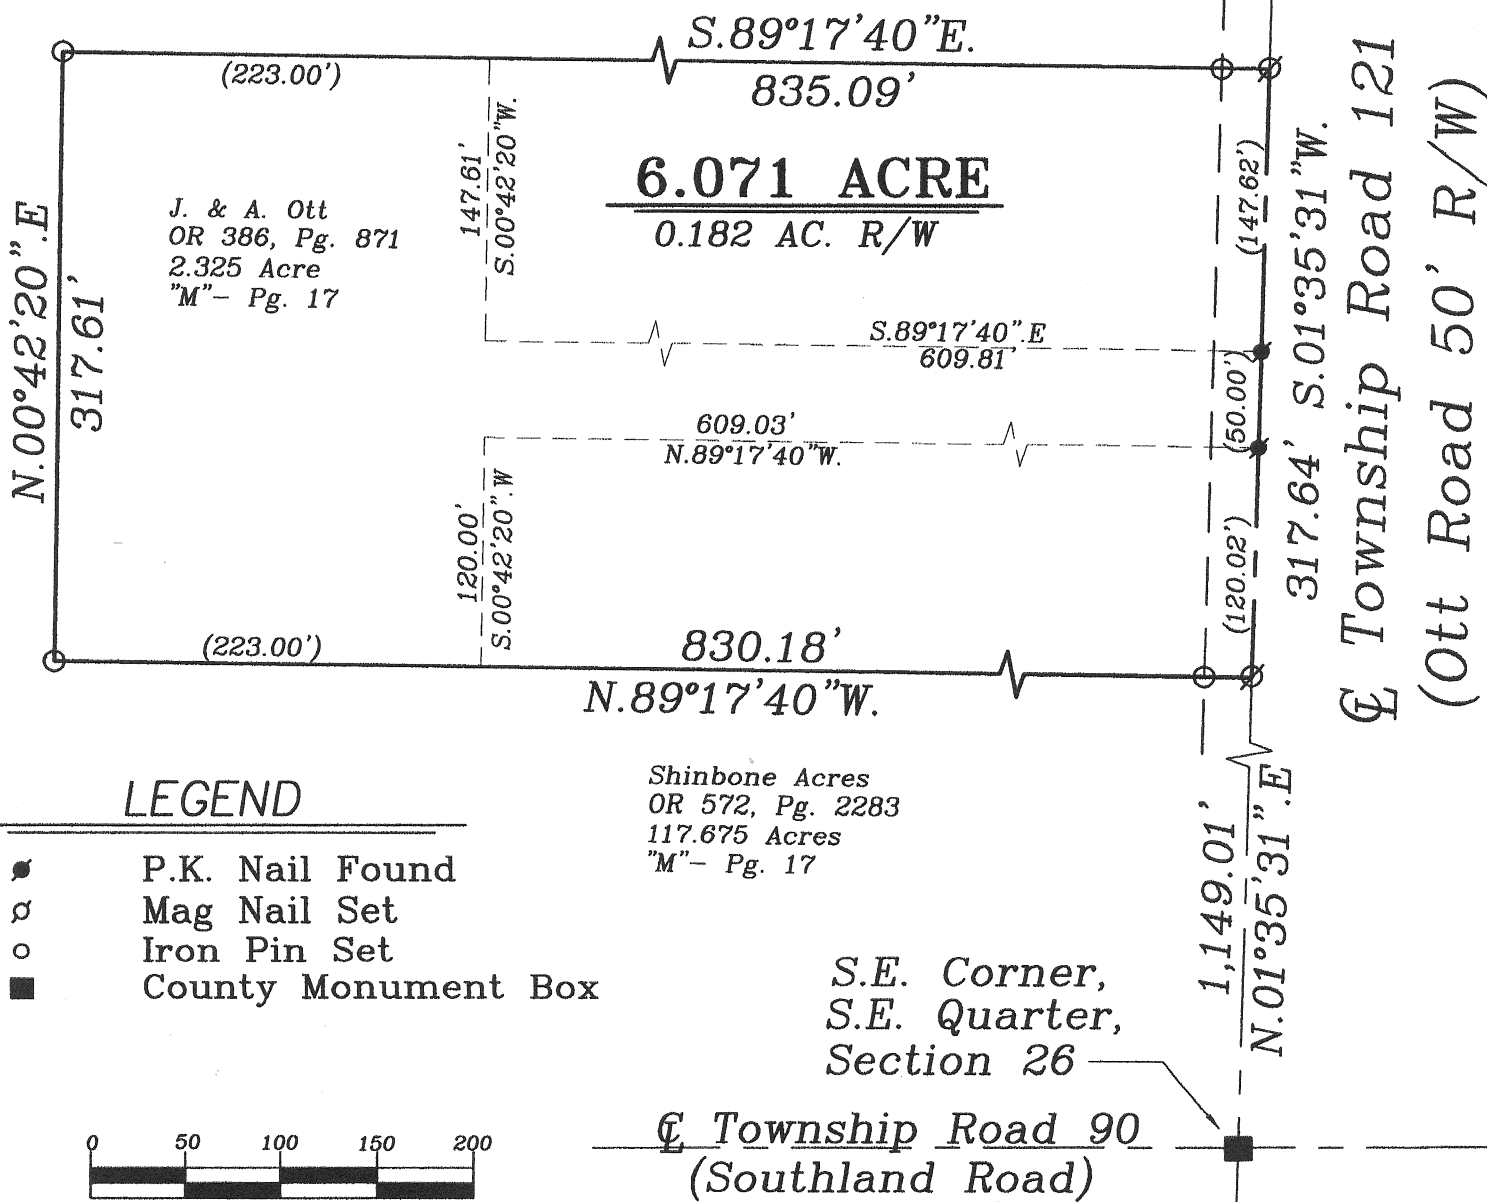 S.89°17'40"E.
(223.00')
835.09'
147.61'
S.00°42'20"W.
6.071 ACRE
0.182 AC. R/W
(147.62')
J. & A. Ott
OR 386, Pg. 871
2.325 Acre
"M"- Pg. 17
N.00°42'20".E
317.61'
S.89°17'40".E
609.81'
(50.00')
609.03'
N.89°17'40"W.
317.64' S.01°35'31"W.
℄ Township Road 121
(Ott Road 50' R/W)
120.00'
S.00°42'20".W
(120.02')
(223.00')
830.18'
N.89°17'40"W.
Shinbone Acres
OR 572, Pg. 2283
117.675 Acres
"M"- Pg. 17
1,149.01'
N.01°35'31".E
LEGEND
P.K. Nail Found
Mag Nail Set
Iron Pin Set
County Monument Box
S.E. Corner,
S.E. Quarter,
Section 26
0 50 100 150 200
℄ Township Road 90
(Southland Road)